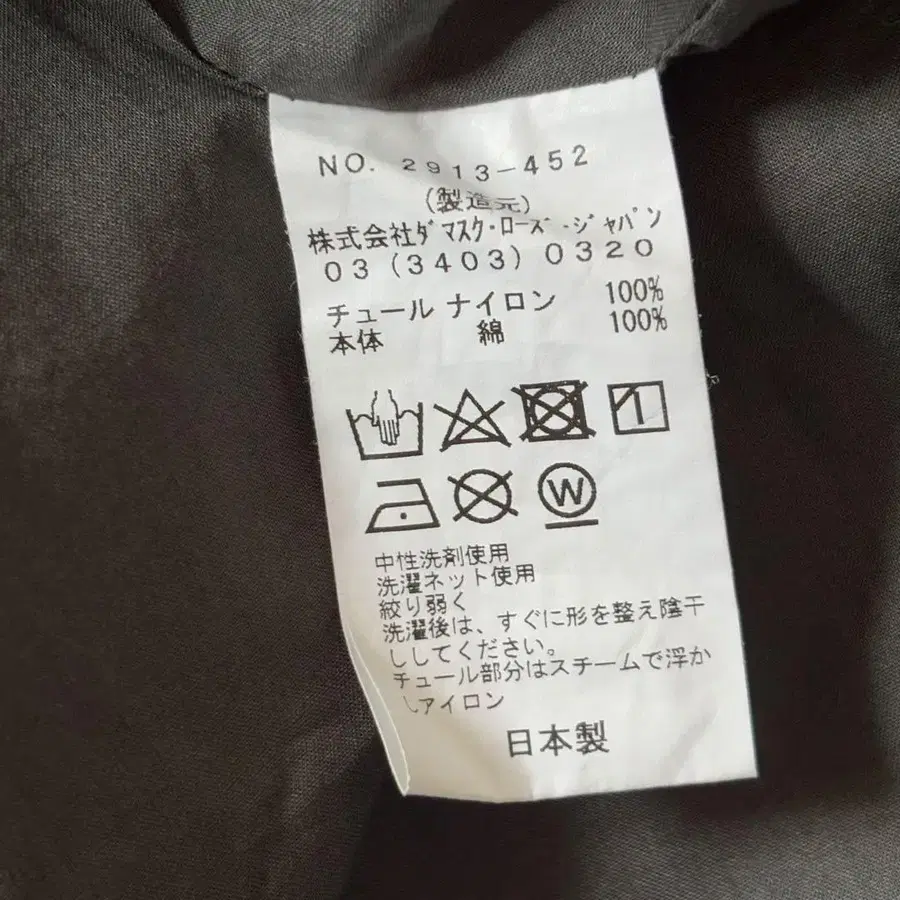 NO. 2913-452
(製造元)
株式会社ﾀﾞﾏｽｸ・ﾛｰｽﾞ・ｼﾞｬﾊﾟﾝ
03(3403)0320
チュール ナイロン 100%
本体 綿 100%
W
中性洗剤使用
洗濯ネット使用
絞り弱く
洗濯後は、すぐに形を整え陰干
ししてください。
チュール部分はスチームで浮か
しアイロン
日本製